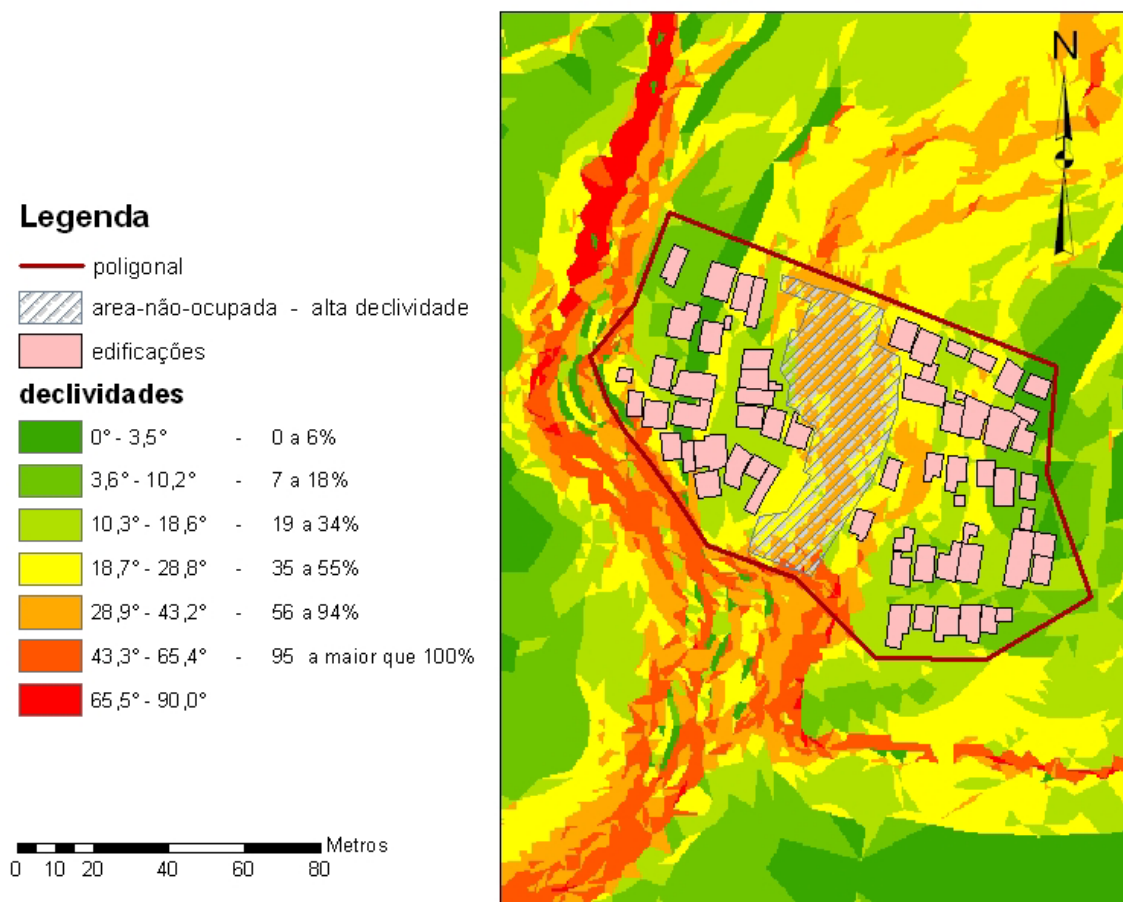 N
Legenda
poligonal
area-não-ocupada - alta declividade
edificações
declividades
0° - 3,5° - 0 a 6%
3,6° - 10,2° - 7 a 18%
10,3° - 18,6° - 19 a 34%
18,7° - 28,8° - 35 a 55%
28,9° - 43,2° - 56 a 94%
43,3° - 65,4° - 95 a maior que 100%
65,5° - 90,0°
Metros
0 10 20 40 60 80